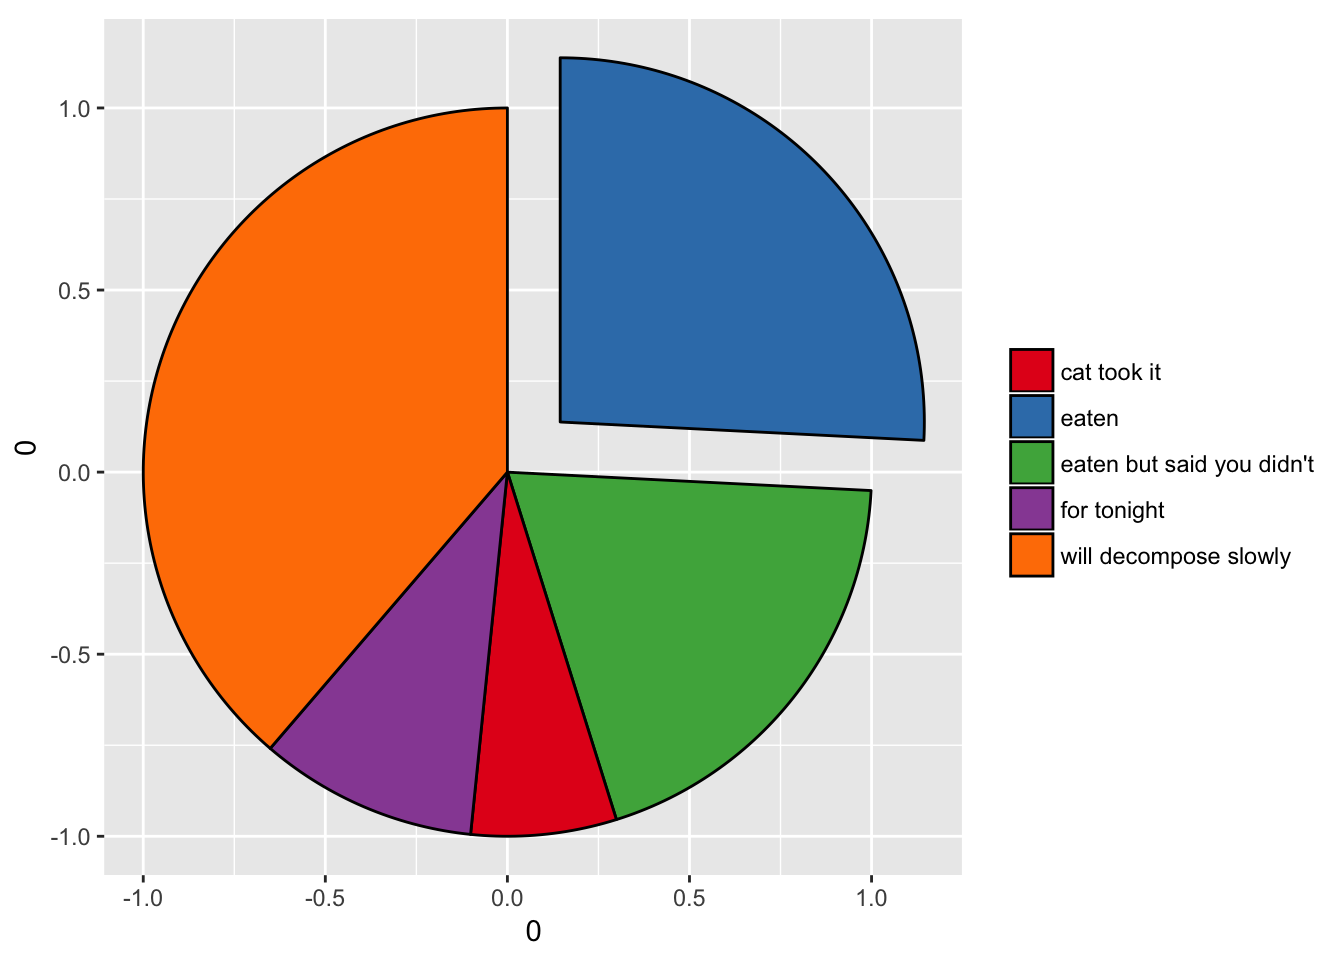 1.0
0.5
0.0
-0.5
-1.0
0
-1.0
-0.5
0.0
0.5
1.0
0
cat took it
eaten
eaten but said you didn't
for tonight
will decompose slowly